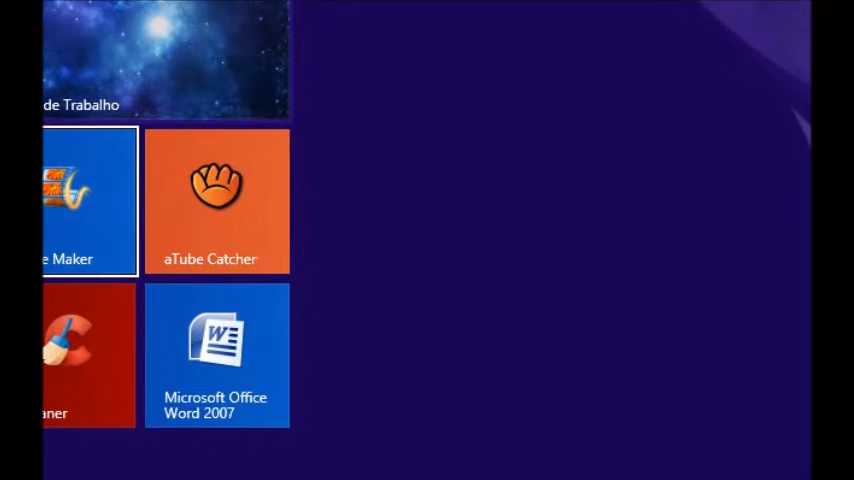 de Trabalho
e Maker
aTube Catcher
aner
Microsoft Office
Word 2007